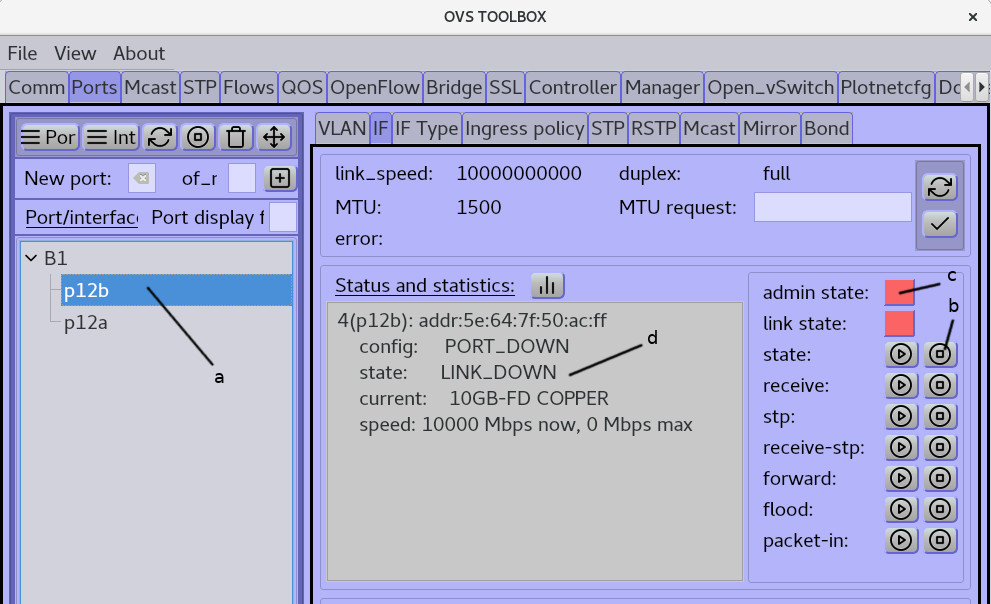 OVS TOOLBOX ×
File View About
Comm Ports Mcast STP Flows QOS OpenFlow Bridge SSL Controller Manager Open_vSwitch Plotnetcfg Do
Por Int
New port: of_r
Port/interfac Port display f
B1
p12b
p12a
a
VLAN IF IF Type Ingress policy STP RSTP Mcast Mirror Bond
link_speed: 10000000000 duplex: full
MTU: 1500 MTU request:
error:
Status and statistics:
4(p12b): addr:5e:64:7f:50:ac:ff
config: PORT_DOWN
state: LINK_DOWN
current: 10GB-FD COPPER
speed: 10000 Mbps now, 0 Mbps max
d
admin state: c
link state: b
state:
receive:
stp:
receive-stp:
forward:
flood:
packet-in: